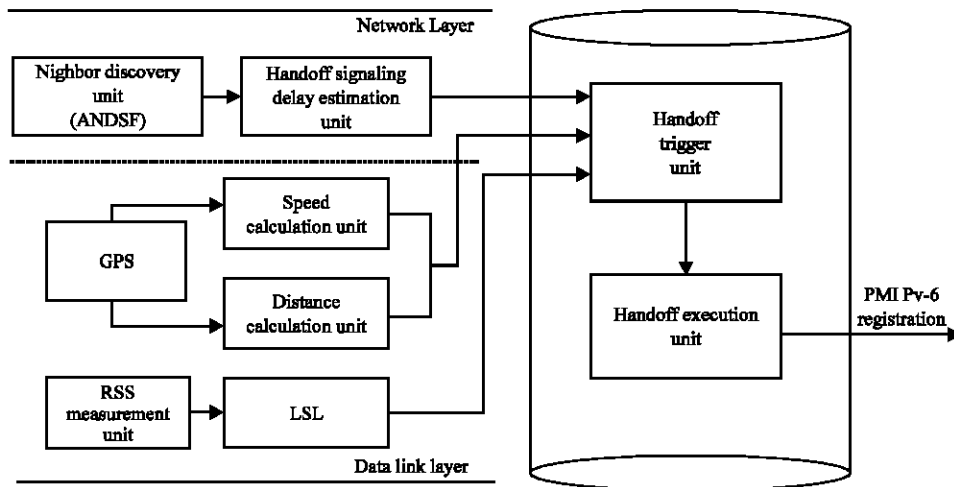 Network Layer
Nighbor discovery
unit
(ANDSF)
Handoff signaling
delay estimation
unit
Handoff
trigger
unit
Speed
calculation unit
GPS
Distance
calculation unit
Handoff execution
unit
PMI Pv-6
registration
RSS
measurement
unit
LSL
Data link layer